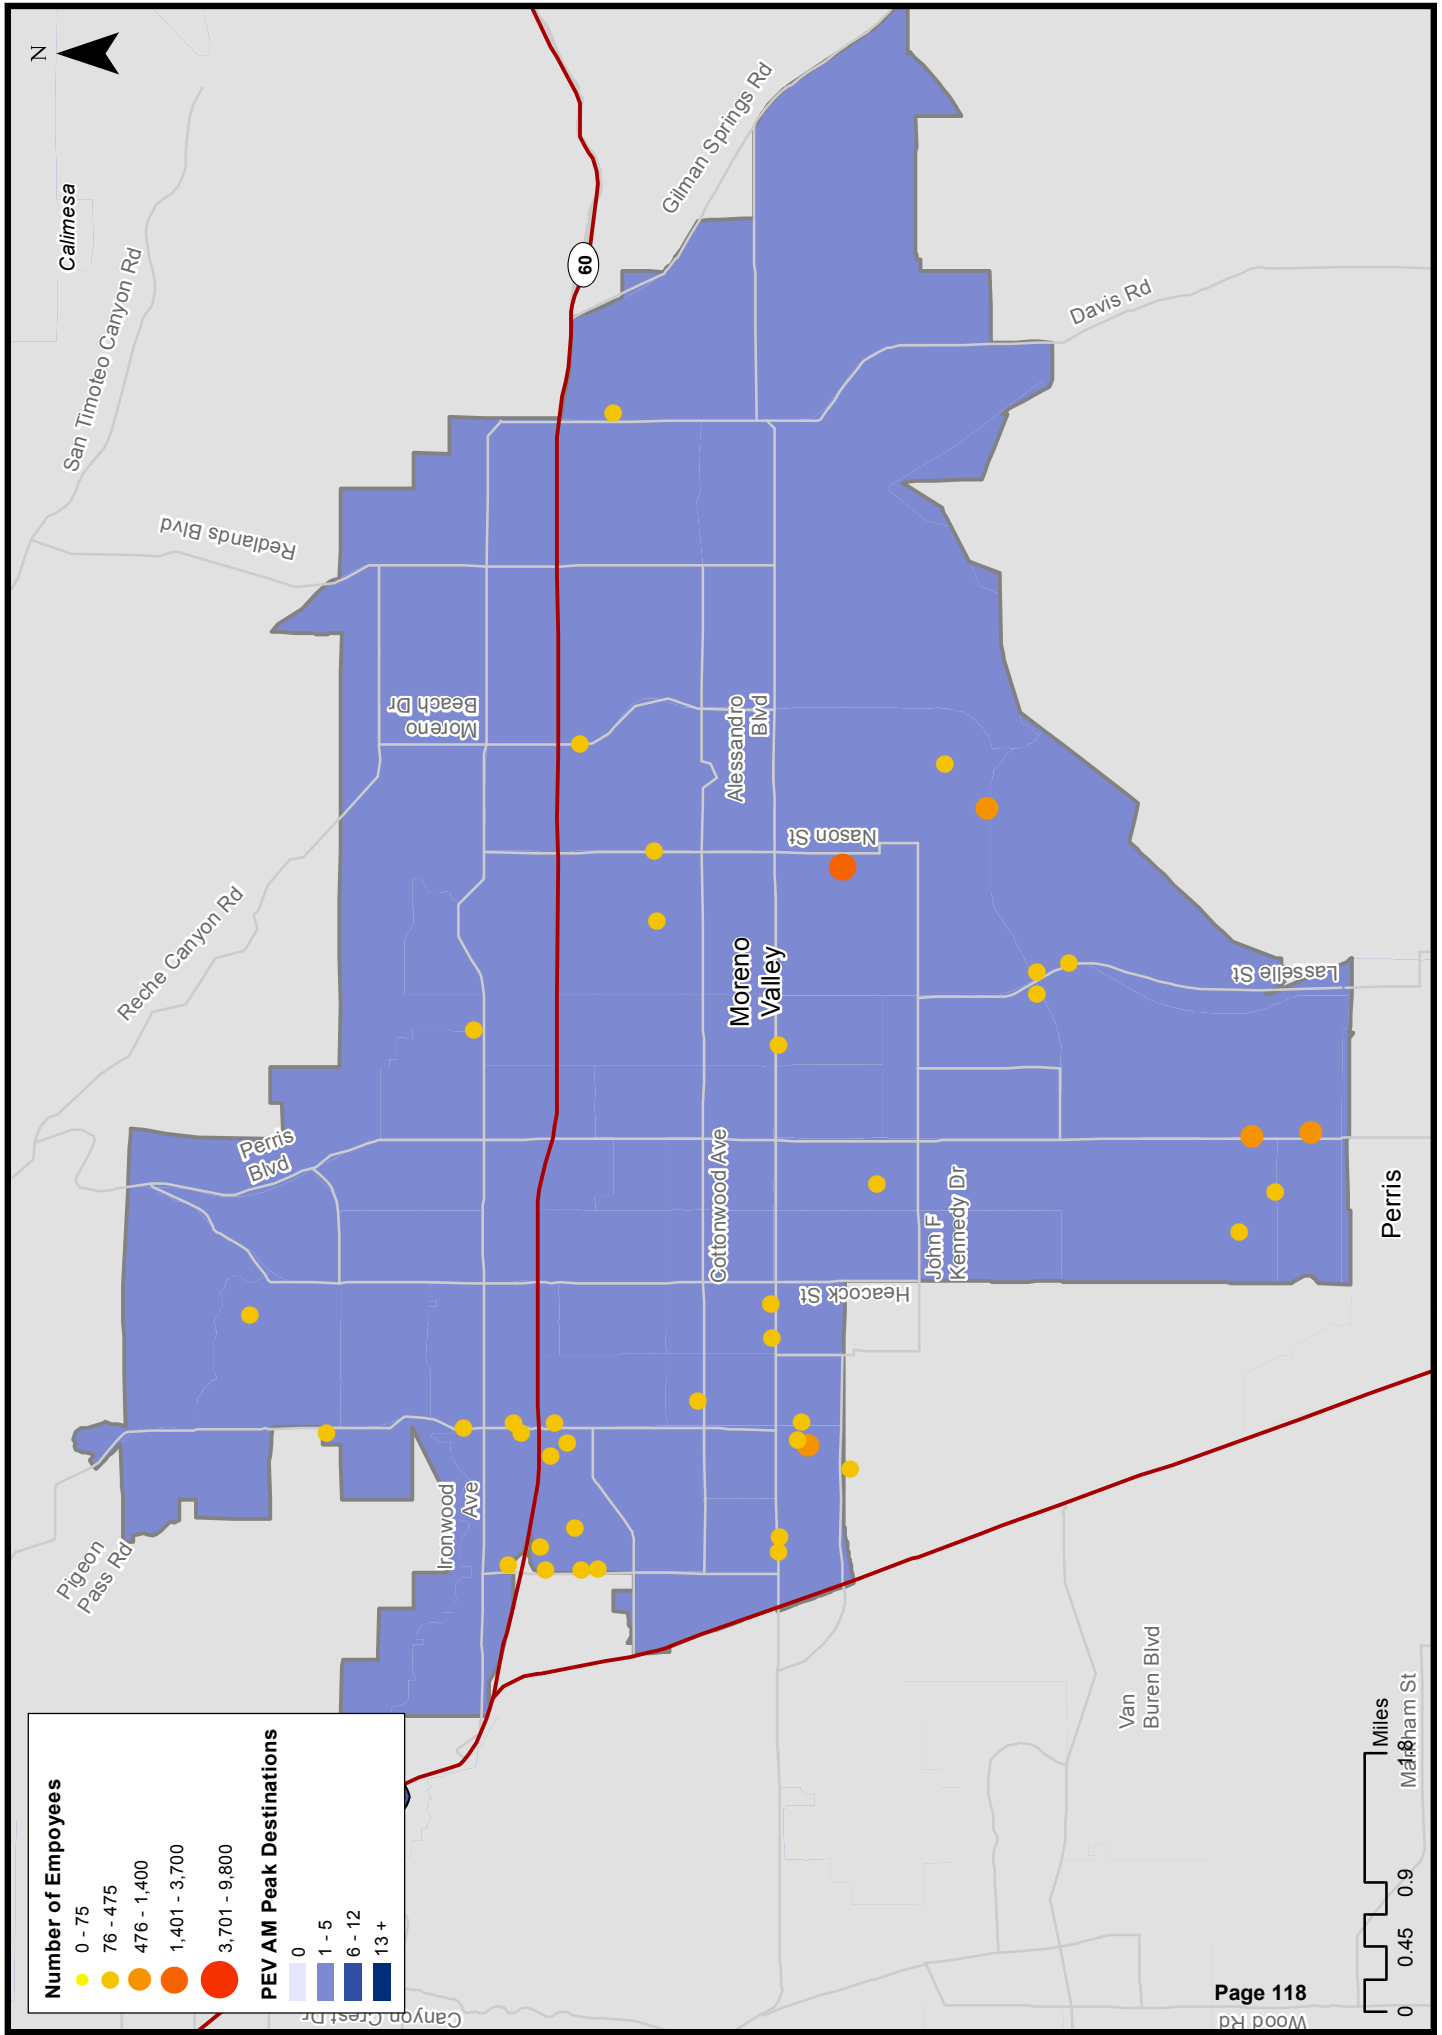 N
Calimesa
San Timoteo Canyon Rd
Gilman Springs Rd
60
Davis Rd
Redlands Blvd
Moreno
Beach Dr
Alessandro
Blvd
Nason St
Reche Canyon Rd
Moreno
Valley
Lasselle St
Perris
Blvd
Cottonwood Ave
John F
Kennedy Dr
Heacock St
Perris
Pigeon
Pass Rd
Ironwood
Ave
Van
Buren Blvd
Markham St
Canyon Crest Dr
Wood Rd
Number of Empoyees
0 - 75
76 - 475
476 - 1,400
1,401 - 3,700
3,701 - 9,800
PEV AM Peak Destinations
0
1 - 5
6 - 12
13 +
0 0.45 0.9 1.8
Miles
Page 118